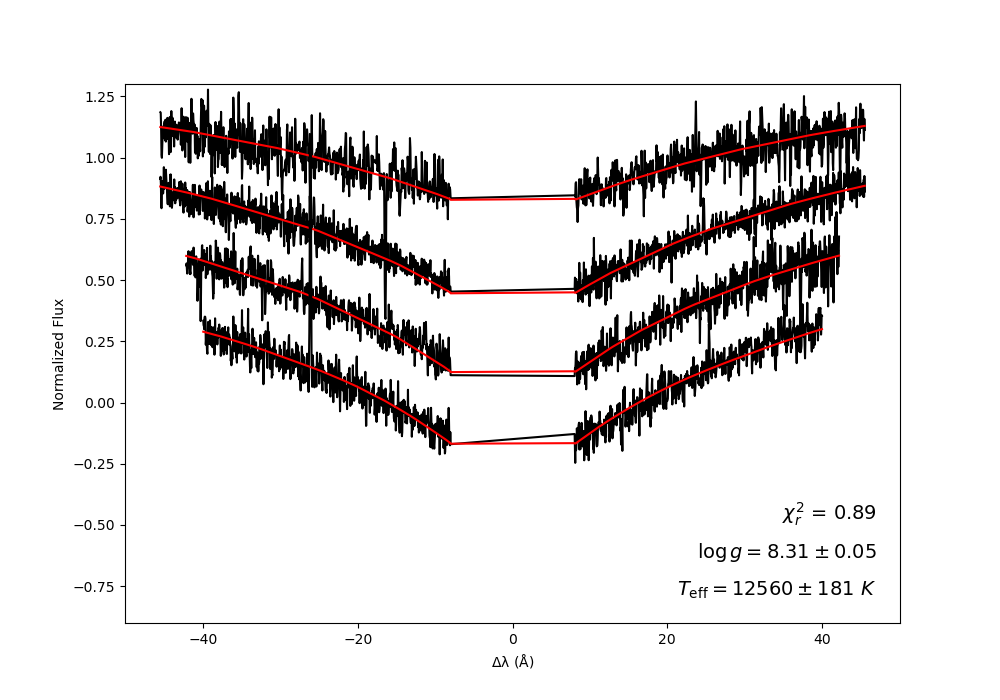 Normalized Flux
1.25
1.00
0.75
0.50
0.25
0.00
−0.25
−0.50
−0.75
χ²ᵣ = 0.89
log g = 8.31 ± 0.05
T_eff = 12560 ± 181 K
−40 −20 0 20 40
Δλ (Å)